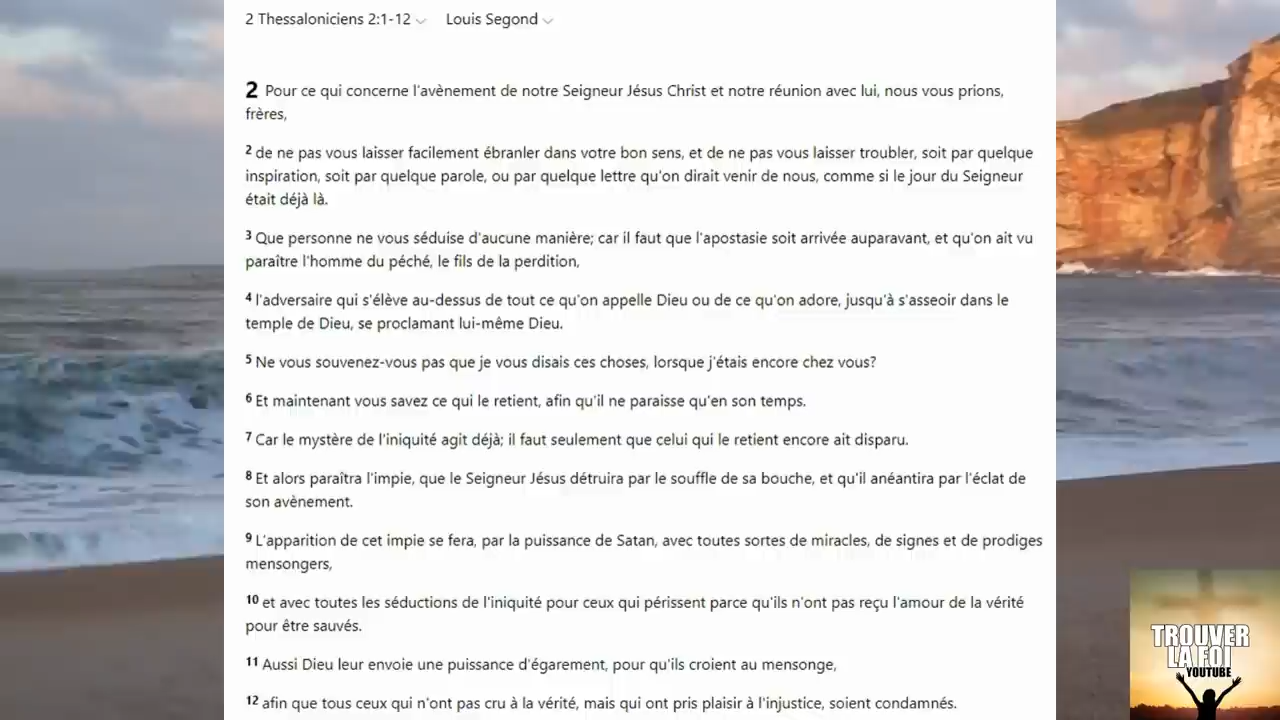 2 Thessaloniciens 2:1-12 Louis Segond
2 Pour ce qui concerne l'avènement de notre Seigneur Jésus Christ et notre réunion avec lui, nous vous prions,
frères,
2 de ne pas vous laisser facilement ébranler dans votre bon sens, et de ne pas vous laisser troubler, soit par quelque
inspiration, soit par quelque parole, ou par quelque lettre qu'on dirait venir de nous, comme si le jour du Seigneur
était déjà là.
3 Que personne ne vous séduise d'aucune manière; car il faut que l'apostasie soit arrivée auparavant, et qu'on ait vu
paraître l'homme du péché, le fils de la perdition,
4 l'adversaire qui s'élève au-dessus de tout ce qu'on appelle Dieu ou de ce qu'on adore, jusqu'à s'asseoir dans le
temple de Dieu, se proclamant lui-même Dieu.
5 Ne vous souvenez-vous pas que je vous disais ces choses, lorsque j'étais encore chez vous?
6 Et maintenant vous savez ce qui le retient, afin qu'il ne paraisse qu'en son temps.
7 Car le mystère de l'iniquité agit déjà; il faut seulement que celui qui le retient encore ait disparu.
8 Et alors paraîtra l'impie, que le Seigneur Jésus détruira par le souffle de sa bouche, et qu'il anéantira par l'éclat de
son avènement.
9 L'apparition de cet impie se fera, par la puissance de Satan, avec toutes sortes de miracles, de signes et de prodiges
mensongers,
10 et avec toutes les séductions de l'iniquité pour ceux qui périssent parce qu'ils n'ont pas reçu l'amour de la vérité
pour être sauvés.
11 Aussi Dieu leur envoie une puissance d'égarement, pour qu'ils croient au mensonge,
12 afin que tous ceux qui n'ont pas cru à la vérité, mais qui ont pris plaisir à l'injustice, soient condamnés.
TROUVER
LA FOI
YOUTUBE